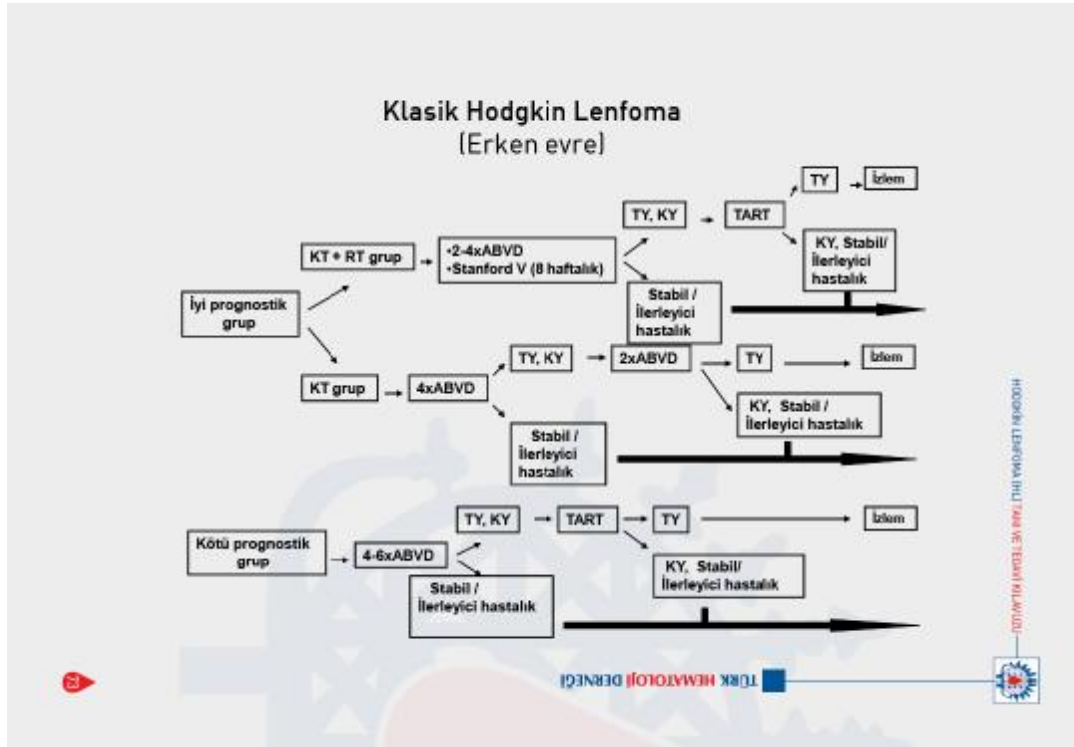 Klasik Hodgkin Lenfoma
(Erken evre)
TY
İzlem
TY, KY
TART
KT + RT grup
•2-4xABVD
•Stanford V (8 haftalık)
KY, Stabil/
İlerleyici
hastalık
İyi prognostik
grup
Stabil /
İlerleyici
hastalık
KT grup
4xABVD
TY, KY
2xABVD
TY
İzlem
KY, Stabil /
İlerleyici hastalık
Stabil /
İlerleyici
hastalık
TY, KY
TART
TY
İzlem
Kötü prognostik
grup
4-6xABVD
KY, Stabil/
İlerleyici hastalık
Stabil /
İlerleyici hastalık
HODGKİN LENFOMA (HL) TANI VE TEDAVİ KILAVUZU
TÜRK HEMATOLOJİ DERNEĞİ
73